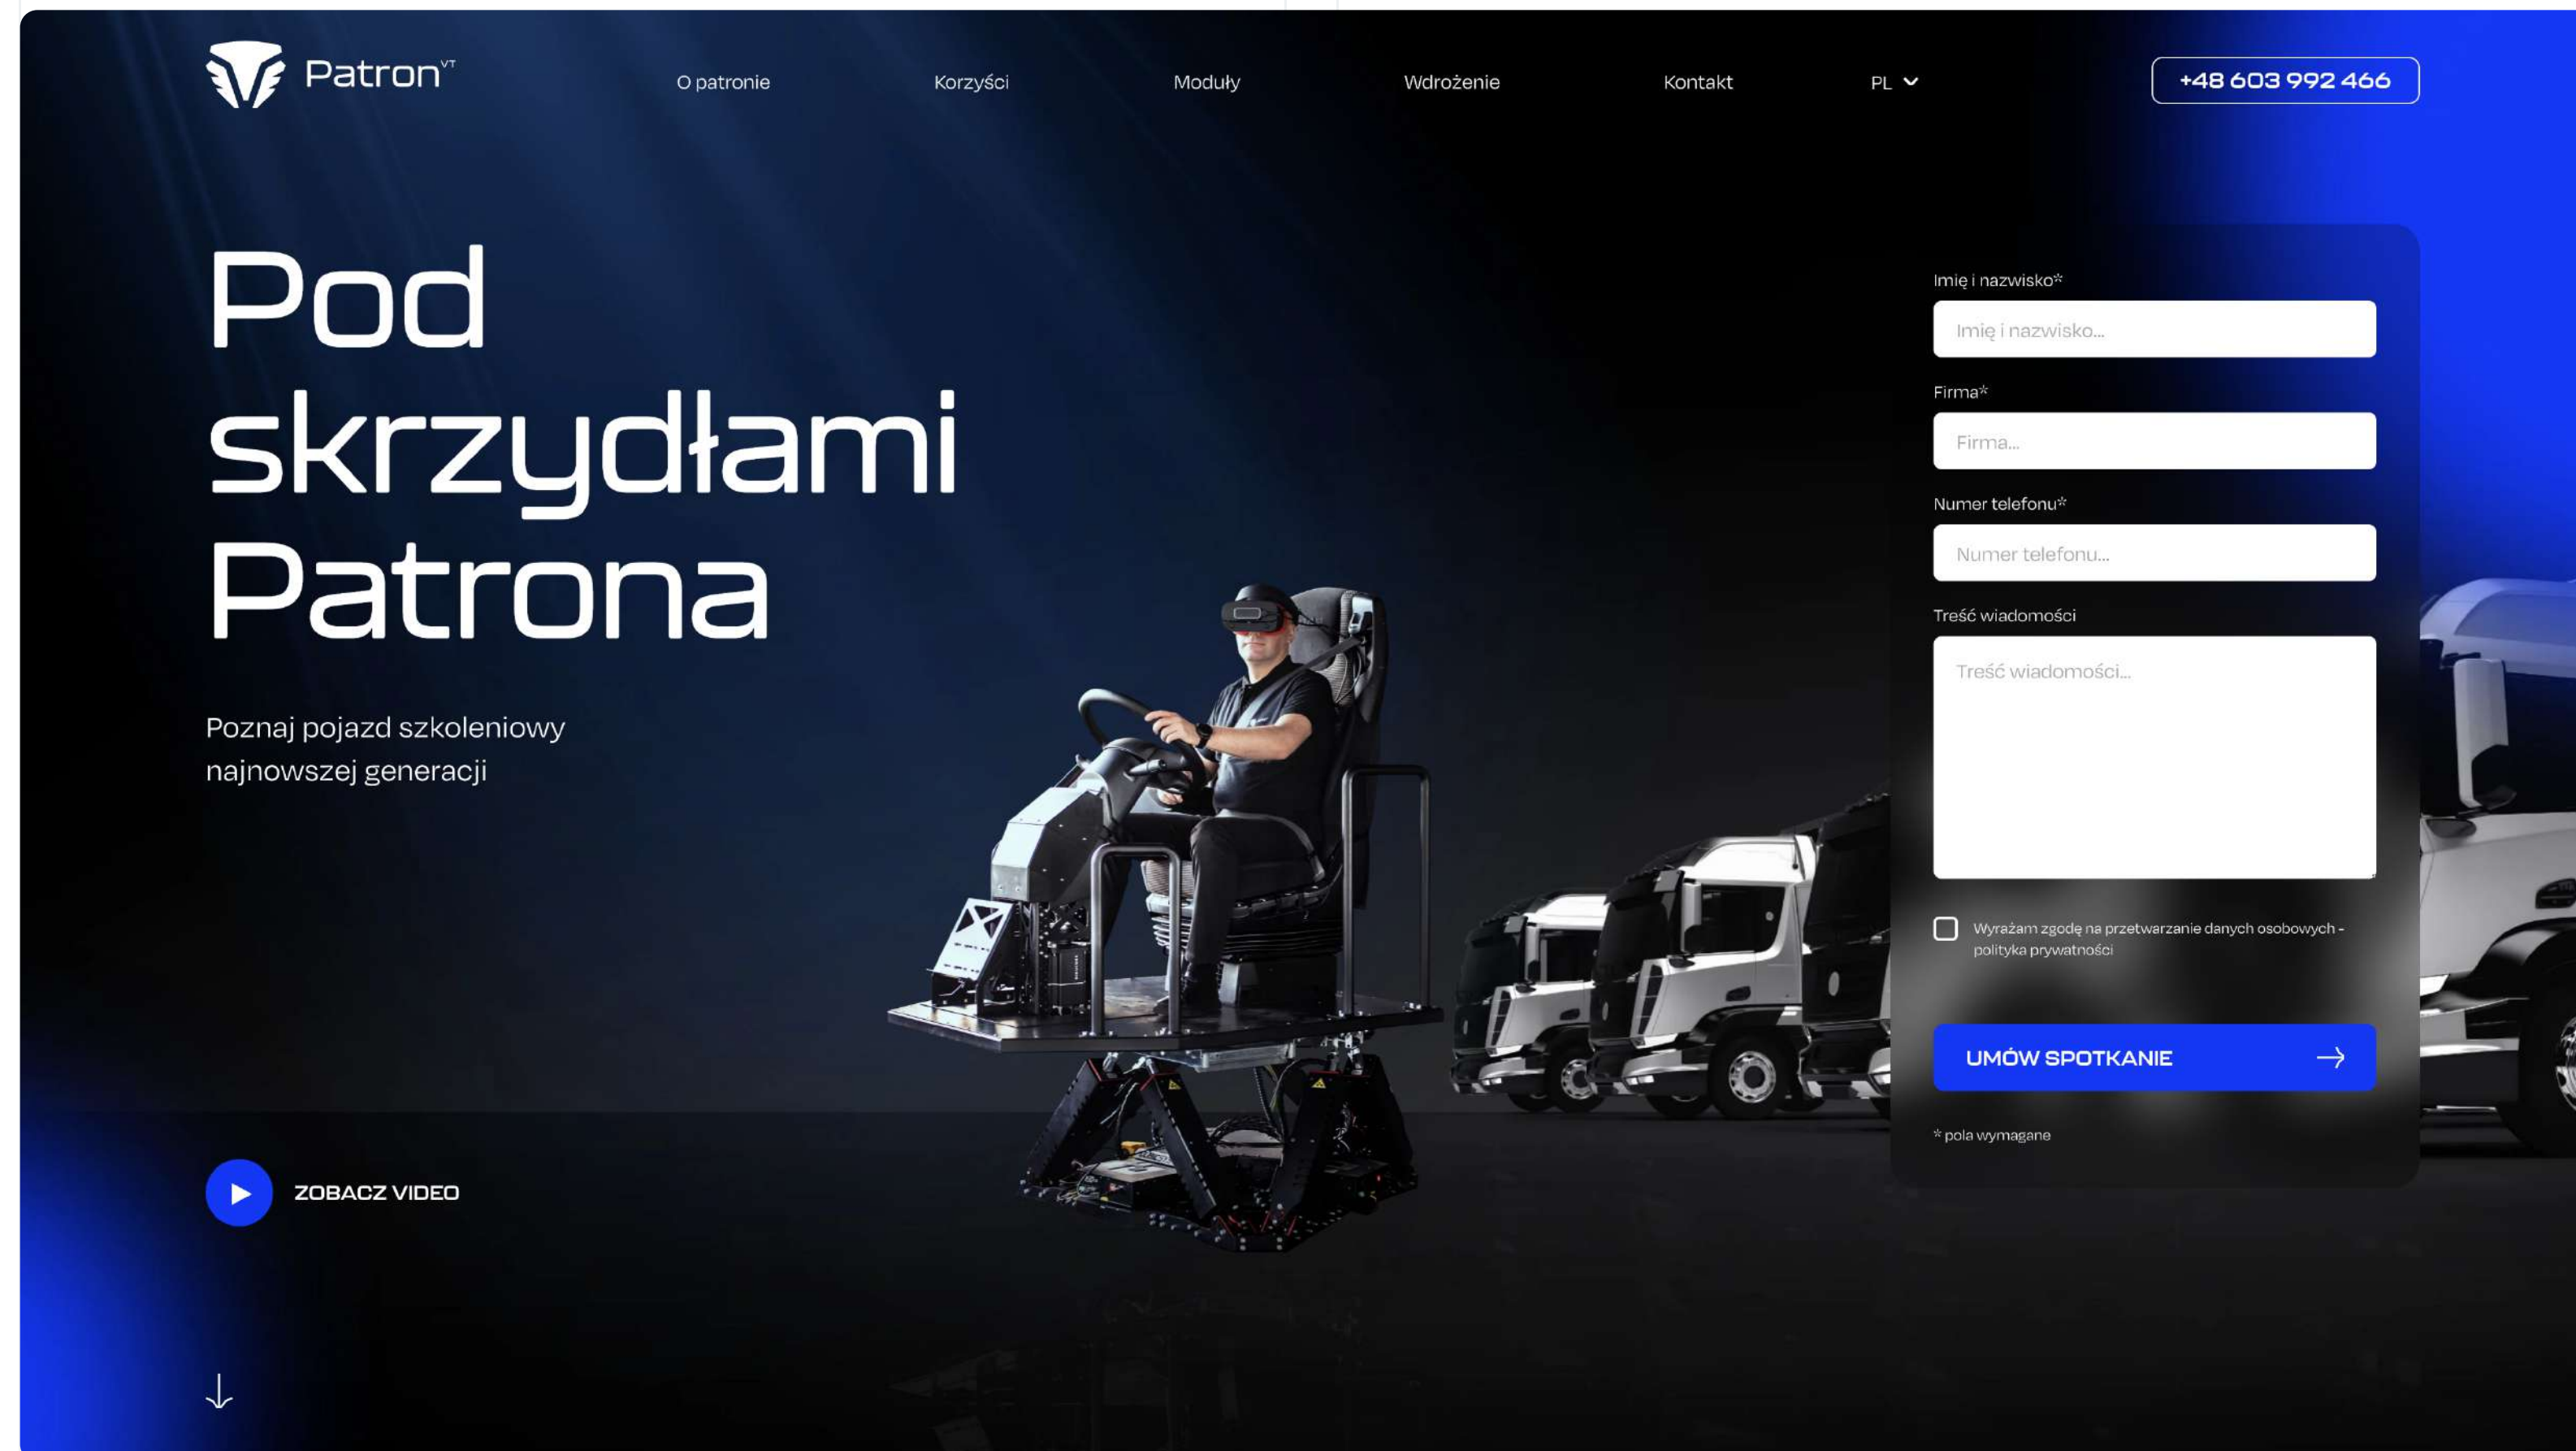 Patron VT
O patronie
Korzyści
Moduły
Wdrożenie
Kontakt
PL
+48 603 992 466
Pod
skrzydłami
Patrona
Poznaj pojazd szkoleniowy
najnowszej generacji
ZOBACZ VIDEO
Imię i nazwisko*
Imię i nazwisko...
Firma*
Firma...
Numer telefonu*
Numer telefonu...
Treść wiadomości
Treść wiadomości...
Wyrażam zgodę na przetwarzanie danych osobowych -
polityka prywatności
UMÓW SPOTKANIE
* pola wymagane